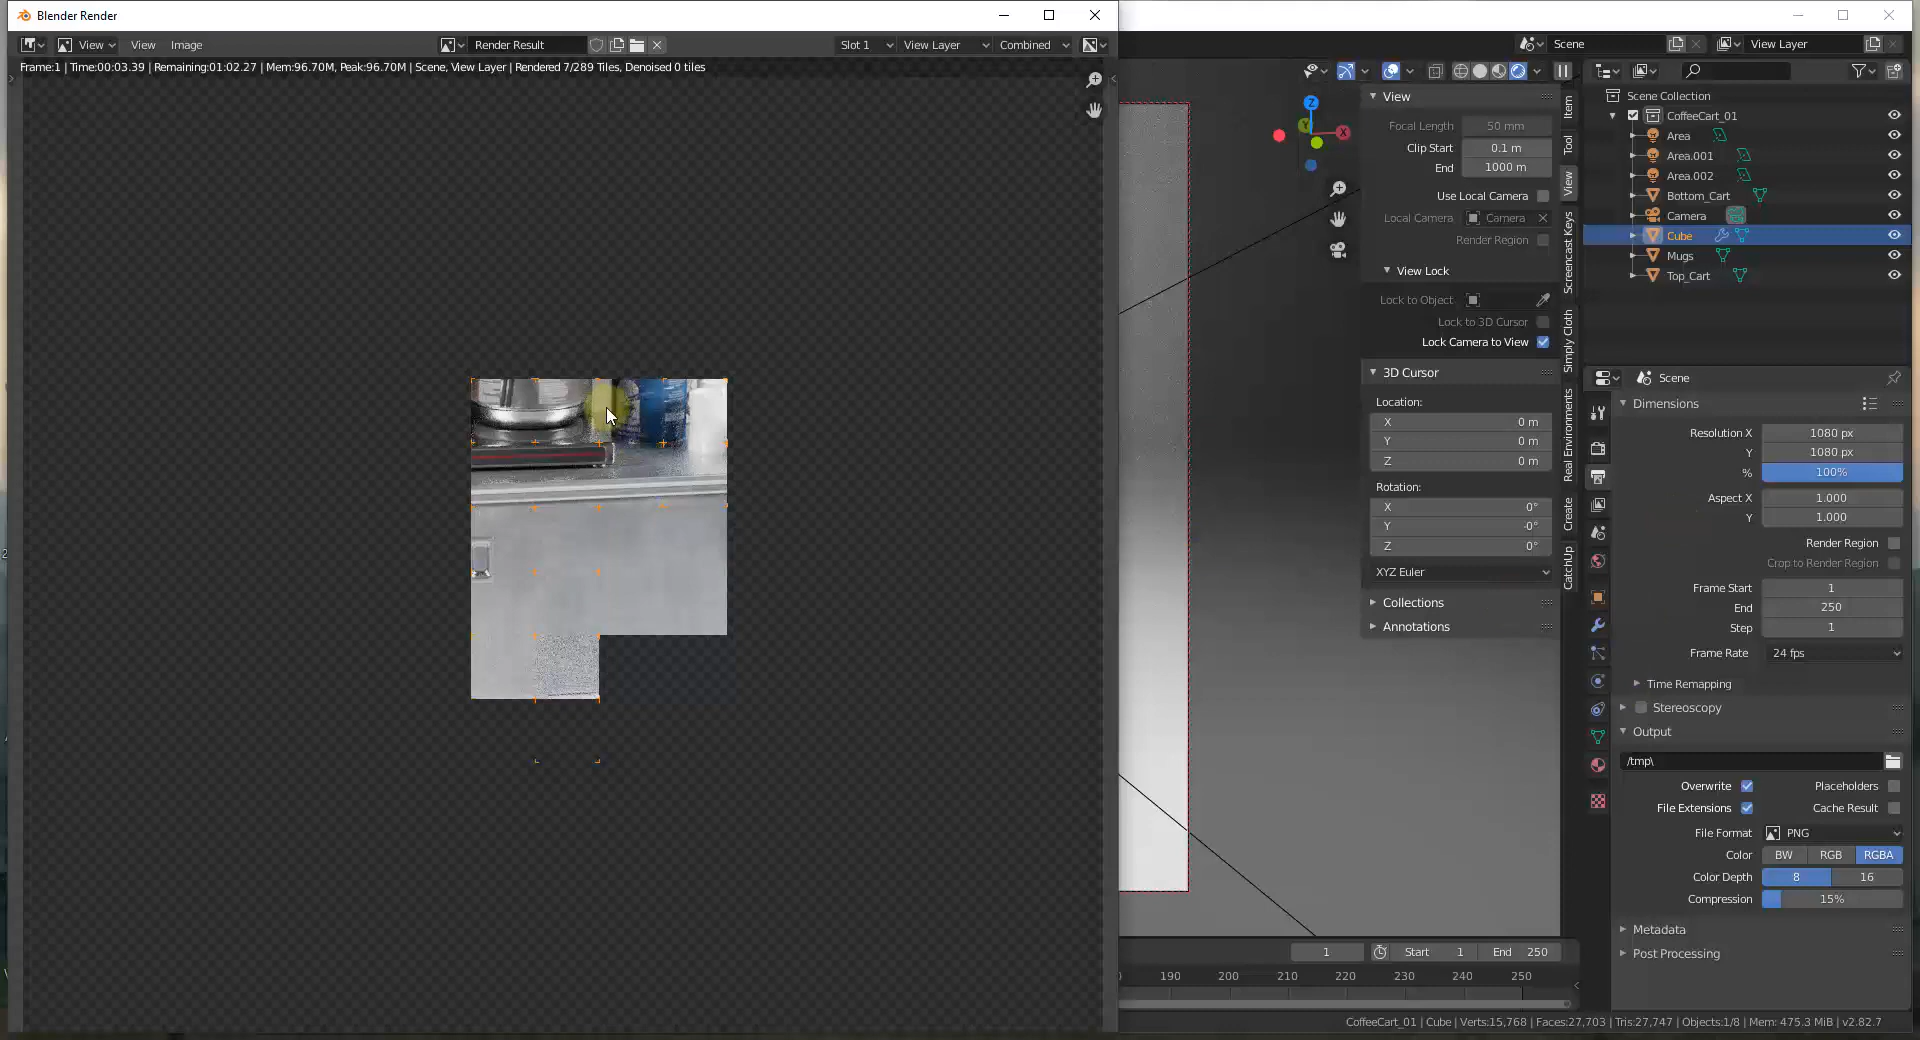 Blender Render
View View Image Render Result Slot 1 View Layer Combined
Frame:1 | Time:00:03.39 | Remaining:01:02.27 | Mem:96.70M, Peak:96.70M | Scene, View Layer | Rendered 7/289 Tiles, Denoised 0 tiles
Scene View Layer
View
Focal Length 50 mm
Clip Start 0.1 m
End 1000 m
Use Local Camera
Local Camera Camera
Render Region
View Lock
Lock to Object
Lock to 3D Cursor
Lock Camera to View
3D Cursor
Location:
X 0 m
Y 0 m
Z 0 m
Rotation:
X 0°
Y -0°
Z 0°
XYZ Euler
Collections
Annotations
Item
Tool
View
Screencast Keys
Simply Cloth
Real Environments
Create
CatchUp
Z
Y
X
Scene Collection
CoffeeCart_01
Area
Area.001
Area.002
Bottom_Cart
Camera
Cube
Mugs
Top_Cart
Scene
Dimensions
Resolution X 1080 px
Y 1080 px
% 100%
Aspect X 1.000
Y 1.000
Render Region
Crop to Render Region
Frame Start 1
End 250
Step 1
Frame Rate 24 fps
Time Remapping
Stereoscopy
Output
/tmp\
Overwrite Placeholders
File Extensions Cache Result
File Format PNG
Color BW RGB RGBA
Color Depth 8 16
Compression 15%
Metadata
Post Processing
1 Start 1 End 250
190 200 210 220 230 240 250
CoffeeCart_01 | Cube | Verts:15,768 | Faces:27,703 | Tris:27,747 | Objects:1/8 | Mem: 475.3 MiB | v2.82.7